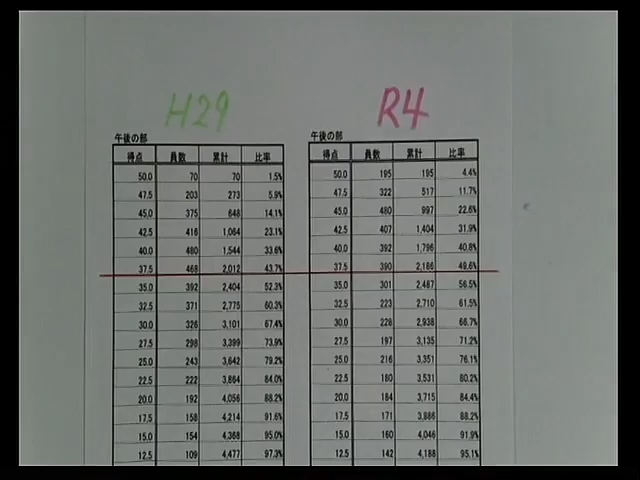 H29 R4
午後の部 午後の部
得点 員数 累計 比率 得点 員数 累計 比率
50.0 70 70 1.5% 50.0 195 195 4.4%
47.5 203 273 5.9% 47.5 322 517 11.7%
45.0 375 648 14.1% 45.0 480 997 22.6%
42.5 416 1,064 23.1% 42.5 407 1,404 31.9%
40.0 480 1,544 33.6% 40.0 392 1,796 40.8%
37.5 468 2,012 43.7% 37.5 390 2,186 49.6%
35.0 392 2,404 52.3% 35.0 301 2,487 56.5%
32.5 371 2,775 60.3% 32.5 223 2,710 61.5%
30.0 326 3,101 67.4% 30.0 228 2,938 66.7%
27.5 298 3,399 73.9% 27.5 197 3,135 71.2%
25.0 243 3,642 79.2% 25.0 216 3,351 76.1%
22.5 222 3,864 84.0% 22.5 180 3,531 80.2%
20.0 192 4,056 88.2% 20.0 184 3,715 84.4%
17.5 158 4,214 91.6% 17.5 171 3,886 88.2%
15.0 154 4,368 95.0% 15.0 160 4,046 91.9%
12.5 109 4,477 97.3% 12.5 142 4,188 95.1%